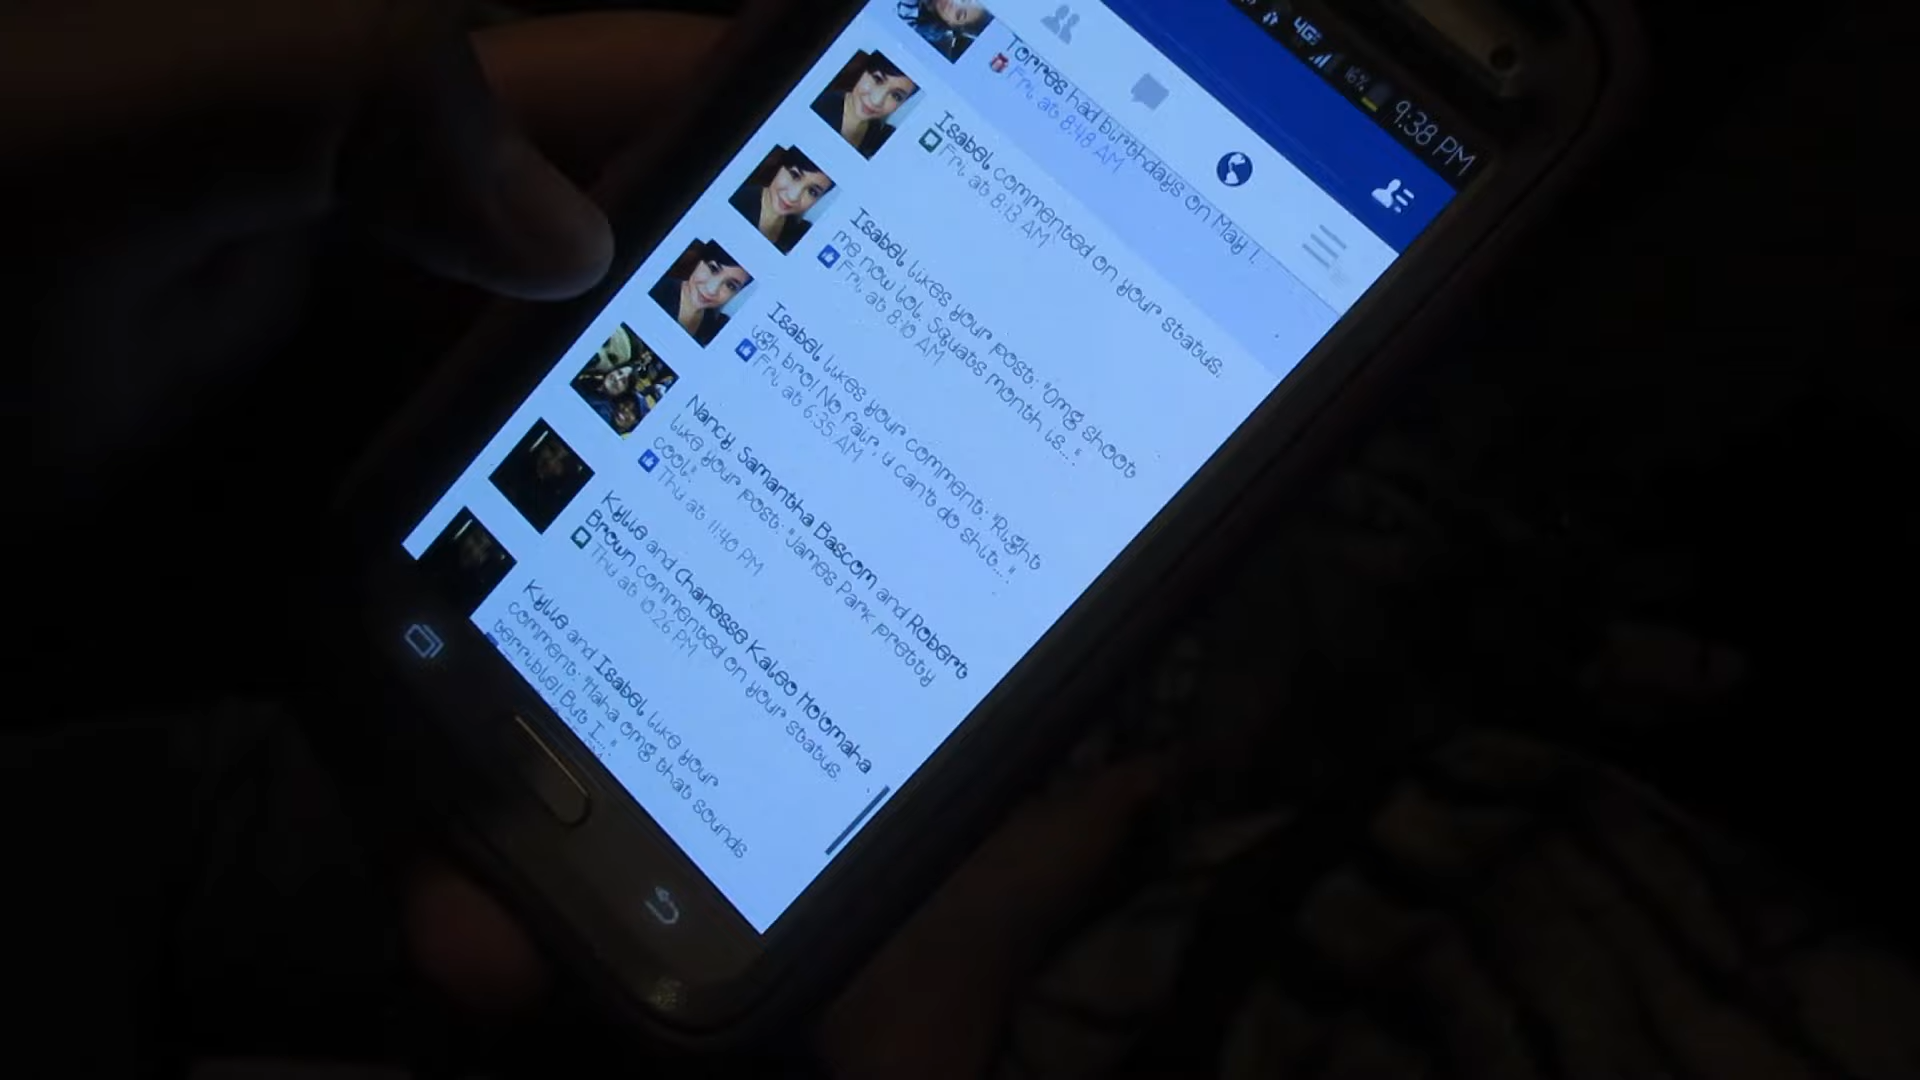 4G
16%
9:38 PM
Torres had birthdays on May 1.
Fri at 8:48 AM
Isabel commented on your status.
Fri at 8:13 AM
Isabel likes your post: "Omg shoot
me now lol. Squats month is...."
Fri at 8:10 AM
Isabel likes your comment: "Right
ugh bro! No fair, u can't do shit...."
Fri at 6:35 AM
Nancy, Samantha Bascom and Robert
like your post: "James Park pretty
cool."
Thu at 11:40 PM
Kylie and Chanesse Kaleo Holomaha
Brown commented on your status.
Thu at 10:26 PM
Kylie and Isabel like your
comment: "Haha omg that sounds
terrible! But I...."